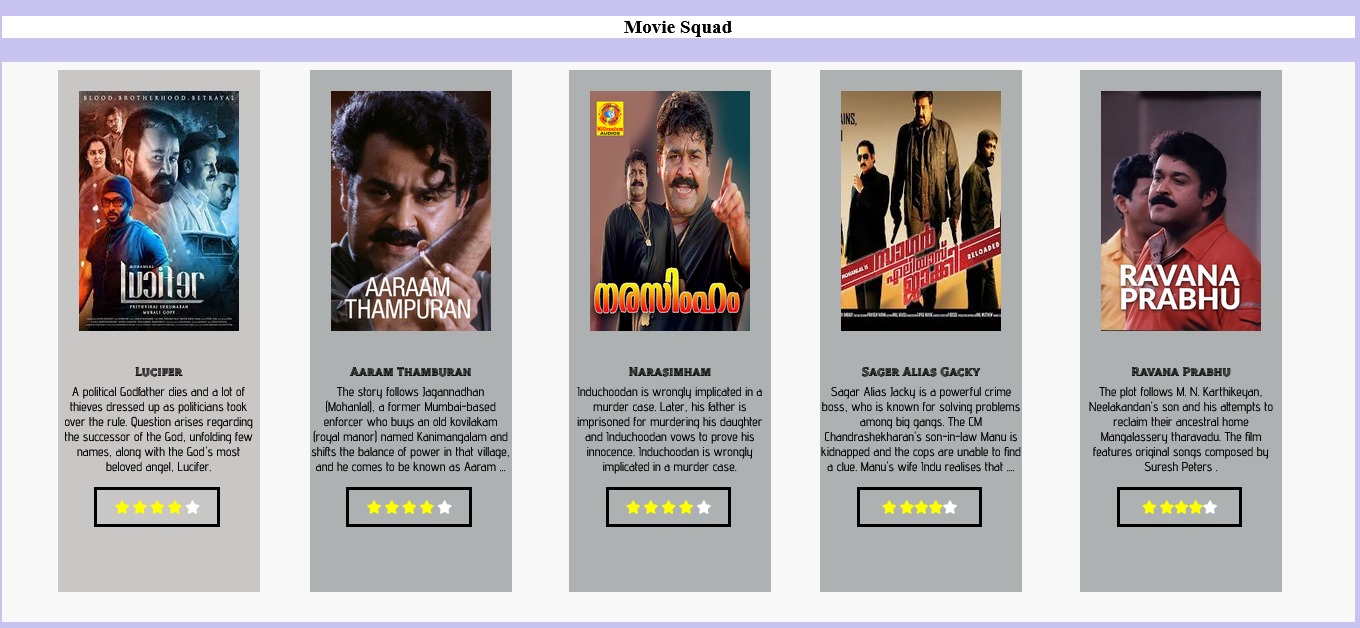 Movie Squad
BLOOD.BROTHERHOOD.BETRAYAL
MOHANLAL
ലൂസിഫർ
PRITHVIRAJ SUKUMARAN
MURALI GOPY
Lucifer
A political Godfather dies and a lot of
thieves dressed up as politicians took
over the rule. Question arises regarding
the successor of the God, unfolding few
names, along with the God's most
beloved angel, Lucifer.
AARAAM
THAMPURAN
Aaram Thamburan
The story follows Jagannadhan
(Mohanlal), a former Mumbai-based
enforcer who buys an old kovilakam
(royal manor) named Kanimangalam and
shifts the balance of power in that village,
and he comes to be known as Aaram ...
Millennium
AUDIOS
നരസിംഹം
Narasimham
Induchoodan is wrongly implicated in a
murder case. Later, his father is
imprisoned for murdering his daughter
and Induchoodan vows to prove his
innocence. Induchoodan is wrongly
implicated in a murder case.
AINS,
MOHANLAL IS
സാഗർ
ഏലിയാസ്
ജാക്കി
RELOADED
Sager Alias Gacky
Sagar Alias Jacky is a powerful crime
boss, who is known for solving problems
among big gangs. The CM
Chandrashekharan's son-in-law Manu is
kidnapped and the cops are unable to find
a clue. Manu's wife Indu realises that ....
RAVANA
PRABHU
Ravana Prabhu
The plot follows M. N. Karthikeyan,
Neelakandan's son and his attempts to
reclaim their ancestral home
Mangalassery tharavadu. The film
features original songs composed by
Suresh Peters .